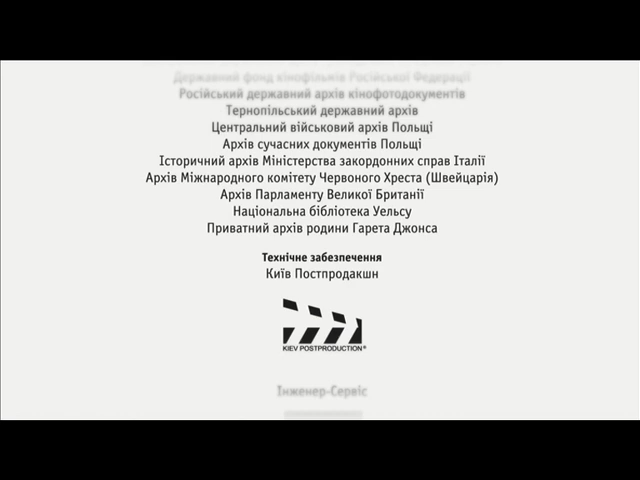 Державний фонд кінофільмів Російської Федерації
Російський державний архів кінофотодокументів
Тернопільський державний архів
Центральний військовий архів Польщі
Архів сучасних документів Польщі
Історичний архів Міністерства закордонних справ Італії
Архів Міжнародного комітету Червоного Хреста (Швейцарія)
Архів Парламенту Великої Британії
Національна бібліотека Уельсу
Приватний архів родини Гарета Джонса
Технічне забезпечення
Київ Постпродакшн
KIEV POSTPRODUCTION®
Інженер-Сервіс